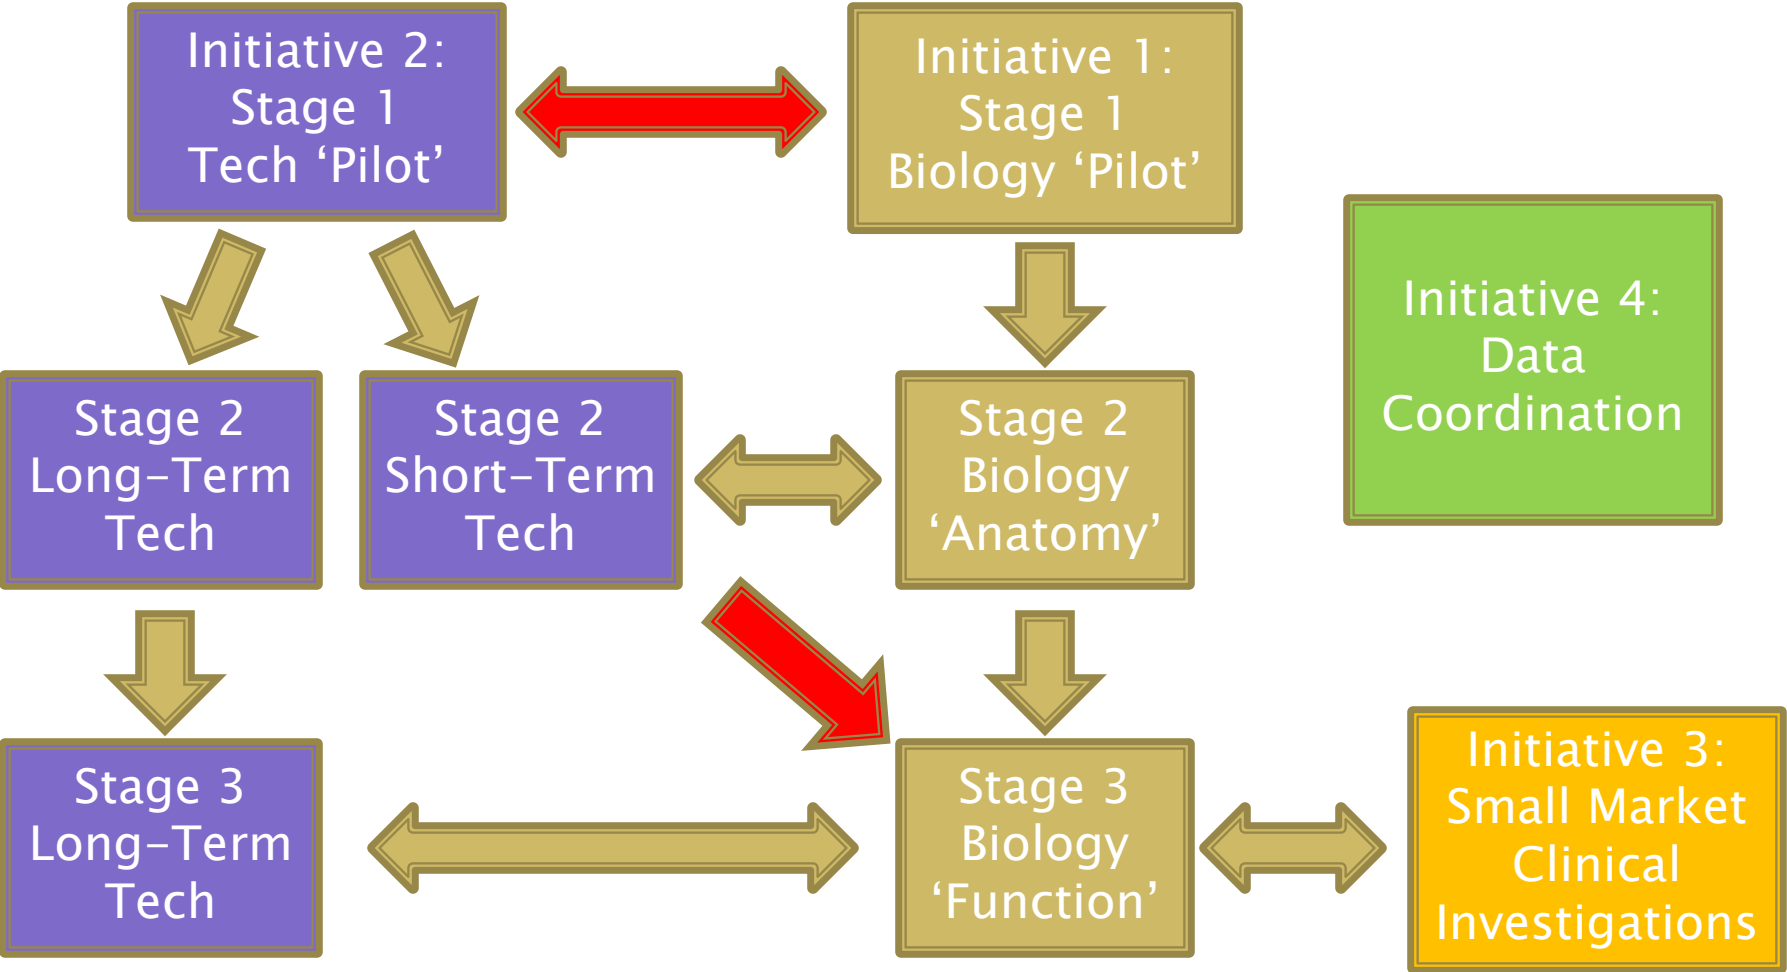 Initiative 2:
Stage 1
Tech ‘Pilot’
Initiative 1:
Stage 1
Biology ‘Pilot’
Initiative 4:
Data
Coordination
Stage 2
Long-Term
Tech
Stage 2
Short-Term
Tech
Stage 2
Biology
‘Anatomy’
Stage 3
Long-Term
Tech
Stage 3
Biology
‘Function’
Initiative 3:
Small Market
Clinical
Investigations